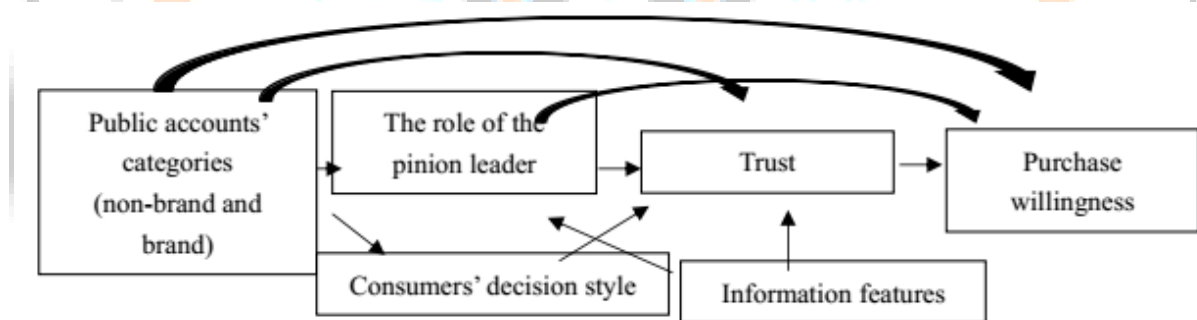 Public accounts’
categories
(non-brand and
brand)
The role of the
pinion leader
Trust
Purchase
willingness
Consumers’ decision style
Information features